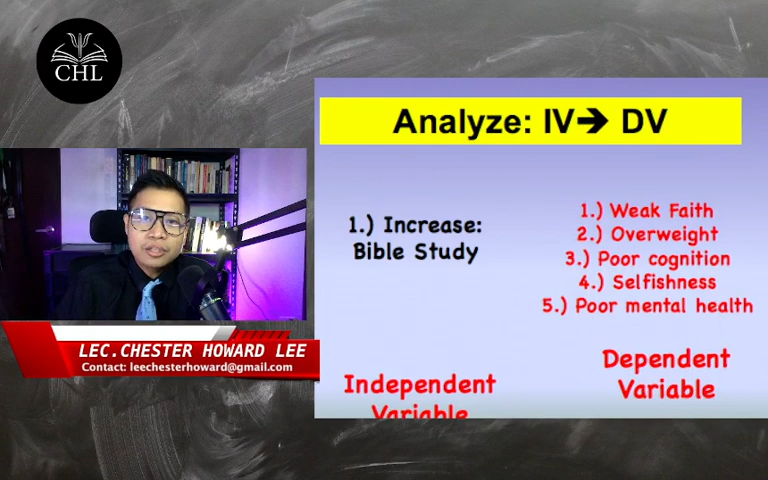 CHL
Analyze: IV➔ DV
1.) Increase:
Bible Study
1.) Weak Faith
2.) Overweight
3.) Poor cognition
4.) Selfishness
5.) Poor mental health
Independent
Variable
Dependent
Variable
LEC.CHESTER HOWARD LEE
Contact: leechesterhoward@gmail.com